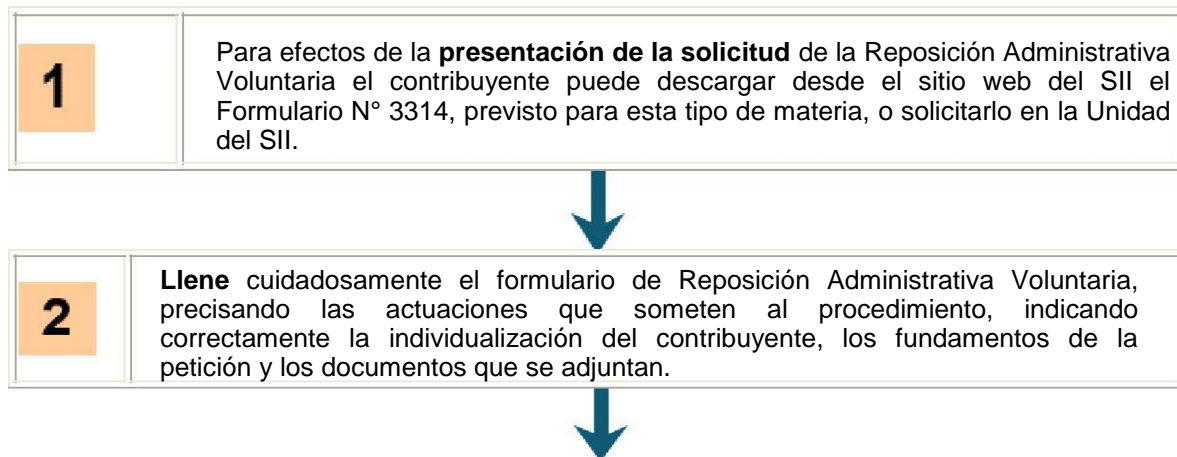 1
Para efectos de la presentación de la solicitud de la Reposición Administrativa
Voluntaria el contribuyente puede descargar desde el sitio web del SII el
Formulario N° 3314, previsto para esta tipo de materia, o solicitarlo en la Unidad
del SII.
2
Llene cuidadosamente el formulario de Reposición Administrativa Voluntaria,
precisando las actuaciones que someten al procedimiento, indicando
correctamente la individualización del contribuyente, los fundamentos de la
petición y los documentos que se adjuntan.